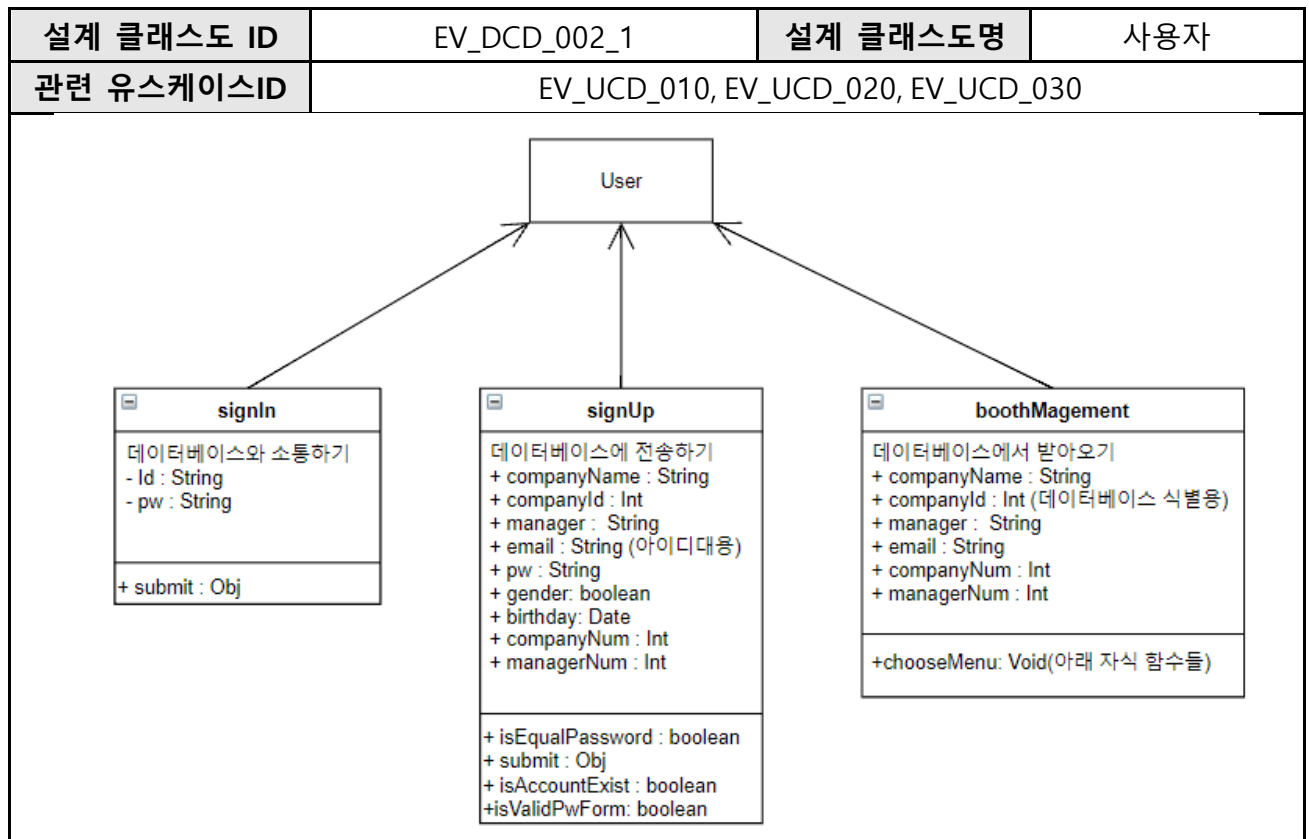 설계 클래스도 ID EV_DCD_002_1 설계 클래스도명 사용자
관련 유스케이스ID EV_UCD_010, EV_UCD_020, EV_UCD_030
User
signIn
데이터베이스와 소통하기
- Id : String
- pw : String
+ submit : Obj
signUp
데이터베이스에 전송하기
+ companyName : String
+ companyId : Int
+ manager : String
+ email : String (아이디대용)
+ pw : String
+ gender: boolean
+ birthday: Date
+ companyNum : Int
+ managerNum : Int
+ isEqualPassword : boolean
+ submit : Obj
+ isAccountExist : boolean
+isValidPwForm: boolean
boothMagement
데이터베이스에서 받아오기
+ companyName : String
+ companyId : Int (데이터베이스 식별용)
+ manager : String
+ email : String
+ companyNum : Int
+ managerNum : Int
+chooseMenu: Void(아래 자식 함수들)